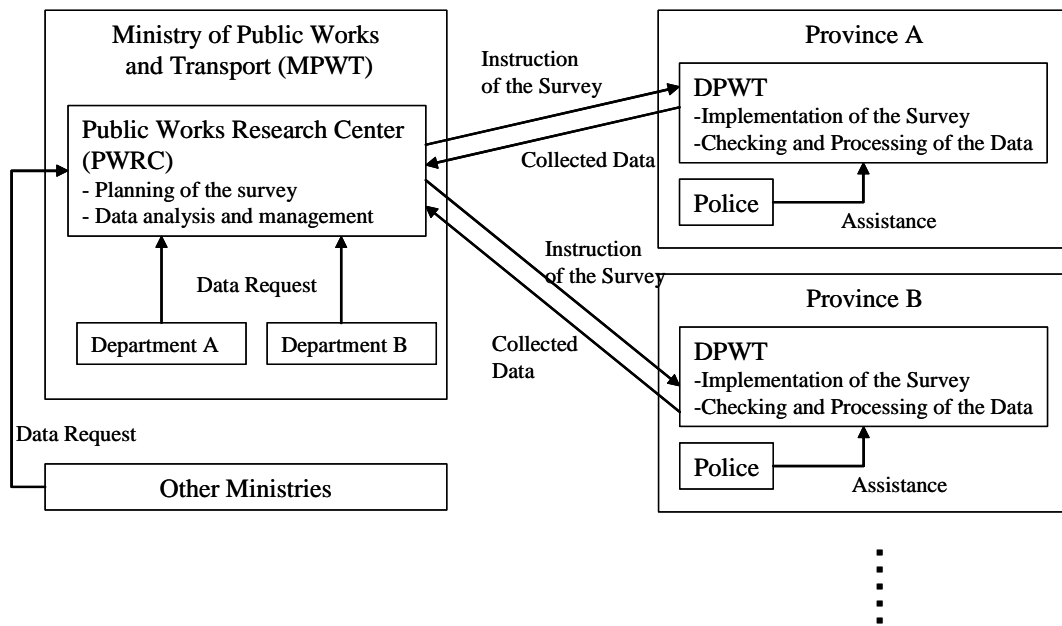 Ministry of Public Works
and Transport (MPWT)
Public Works Research Center
(PWRC)
- Planning of the survey
- Data analysis and management
Data Request
Department A
Department B
Data Request
Other Ministries
Instruction
of the Survey
Collected Data
Instruction
of the Survey
Collected
Data
Province A
DPWT
-Implementation of the Survey
-Checking and Processing of the Data
Police
Assistance
Province B
DPWT
-Implementation of the Survey
-Checking and Processing of the Data
Police
Assistance